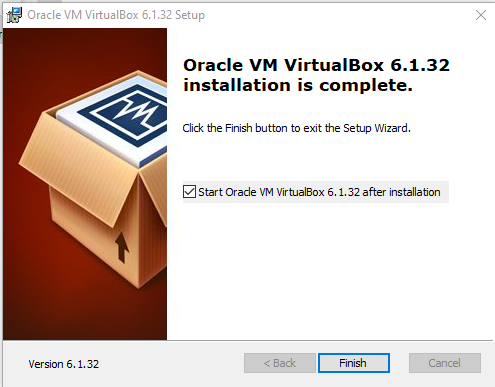 Oracle VM VirtualBox 6.1.32 Setup
Oracle VM VirtualBox 6.1.32
installation is complete.
Click the Finish button to exit the Setup Wizard.
Start Oracle VM VirtualBox 6.1.32 after installation
Version 6.1.32
< Back
Finish
Cancel